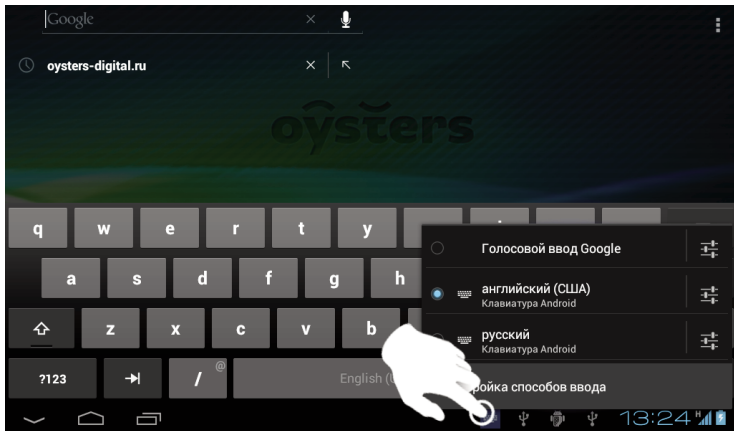 Google
oysters-digital.ru
oysters
q w e r t y
Голосовой ввод Google
a s d f g h
английский (США)
Клавиатура Android
z x c v b
русский
Клавиатура Android
?123 / @ English (
ройка способов ввода
13:24 H